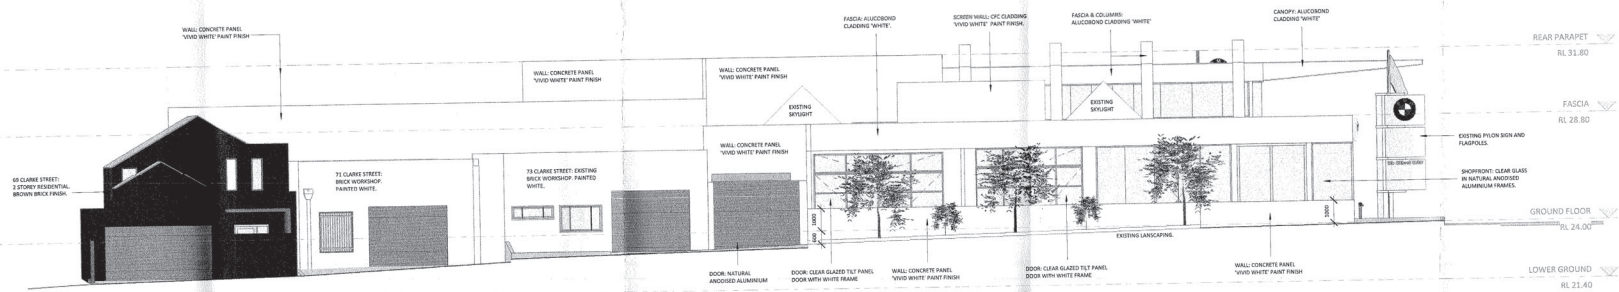 WALL: CONCRETE PANEL
'VIVID WHITE' PAINT FINISH
FASCIA: ALUCOBOND
CLADDING 'WHITE'.
SCREEN WALL: CFC CLADDING
'VIVID WHITE' PAINT FINISH.
FASCIA & COLUMNS:
ALUCOBOND CLADDING 'WHITE'
CANOPY: ALUCOBOND
CLADDING 'WHITE'
REAR PARAPET
RL 31.80
WALL: CONCRETE PANEL
'VIVID WHITE' PAINT FINISH
WALL: CONCRETE PANEL
'VIVID WHITE' PAINT FINISH
EXISTING
SKYLIGHT
EXISTING
SKYLIGHT
FASCIA
RL 28.80
EXISTING PYLON SIGN AND
FLAGPOLES.
WALL: CONCRETE PANEL
'VIVID WHITE' PAINT FINISH
69 CLARKE STREET:
2 STOREY RESIDENTIAL.
BROWN BRICK FINISH.
71 CLARKE STREET:
BRICK WORKSHOP.
PAINTED WHITE.
73 CLARKE STREET: EXISTING
BRICK WORKSHOP. PAINTED
WHITE.
SHOPFRONT: CLEAR GLASS
IN NATURAL ANODISED
ALUMINIUM FRAMES.
1000
600
1000
GROUND FLOOR
RL 24.00
EXISTING LANSCAPING.
DOOR: NATURAL
ANODISED ALUMINIUM
DOOR: CLEAR GLAZED TILT PANEL
DOOR WITH WHITE FRAME
WALL: CONCRETE PANEL
'VIVID WHITE' PAINT FINISH
DOOR: CLEAR GLAZED TILT PANEL
DOOR WITH WHITE FRAME
WALL: CONCRETE PANEL
'VIVID WHITE' PAINT FINISH
LOWER GROUND
RL 21.40